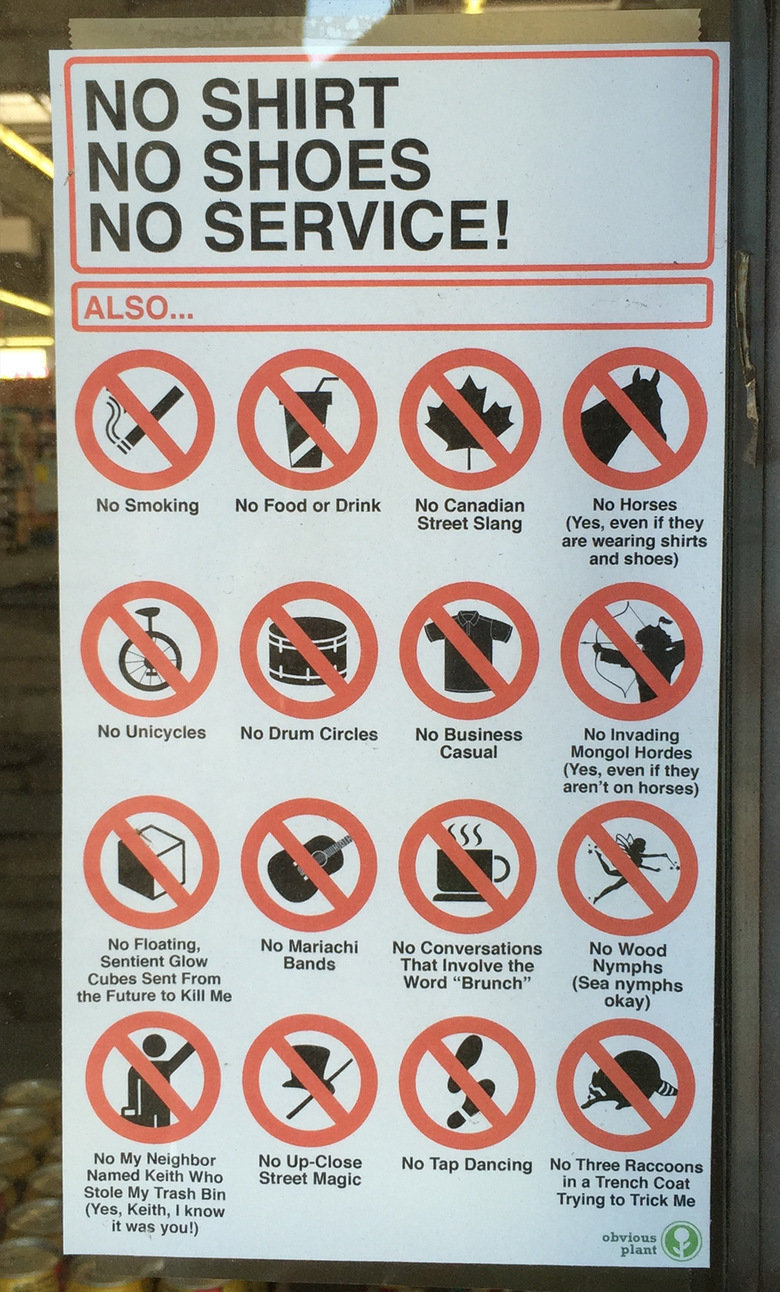 NO SHIRT
NO SHOES
NO SERVICE!
ALSO...
No Smoking
No Food or Drink
No Canadian
Street Slang
No Horses
(Yes, even if they
are wearing shirts
and shoes)
No Unicycles
No Drum Circles
No Business
Casual
No Invading
Mongol Hordes
(Yes, even if they
aren't on horses)
No Floating,
Sentient Glow
Cubes Sent From
the Future to Kill Me
No Mariachi
Bands
No Conversations
That Involve the
Word “Brunch”
No Wood
Nymphs
(Sea nymphs
okay)
No My Neighbor
Named Keith Who
Stole My Trash Bin
(Yes, Keith, I know
it was you!)
No Up-Close
Street Magic
No Tap Dancing
No Three Raccoons
in a Trench Coat
Trying to Trick Me
obvious
plant